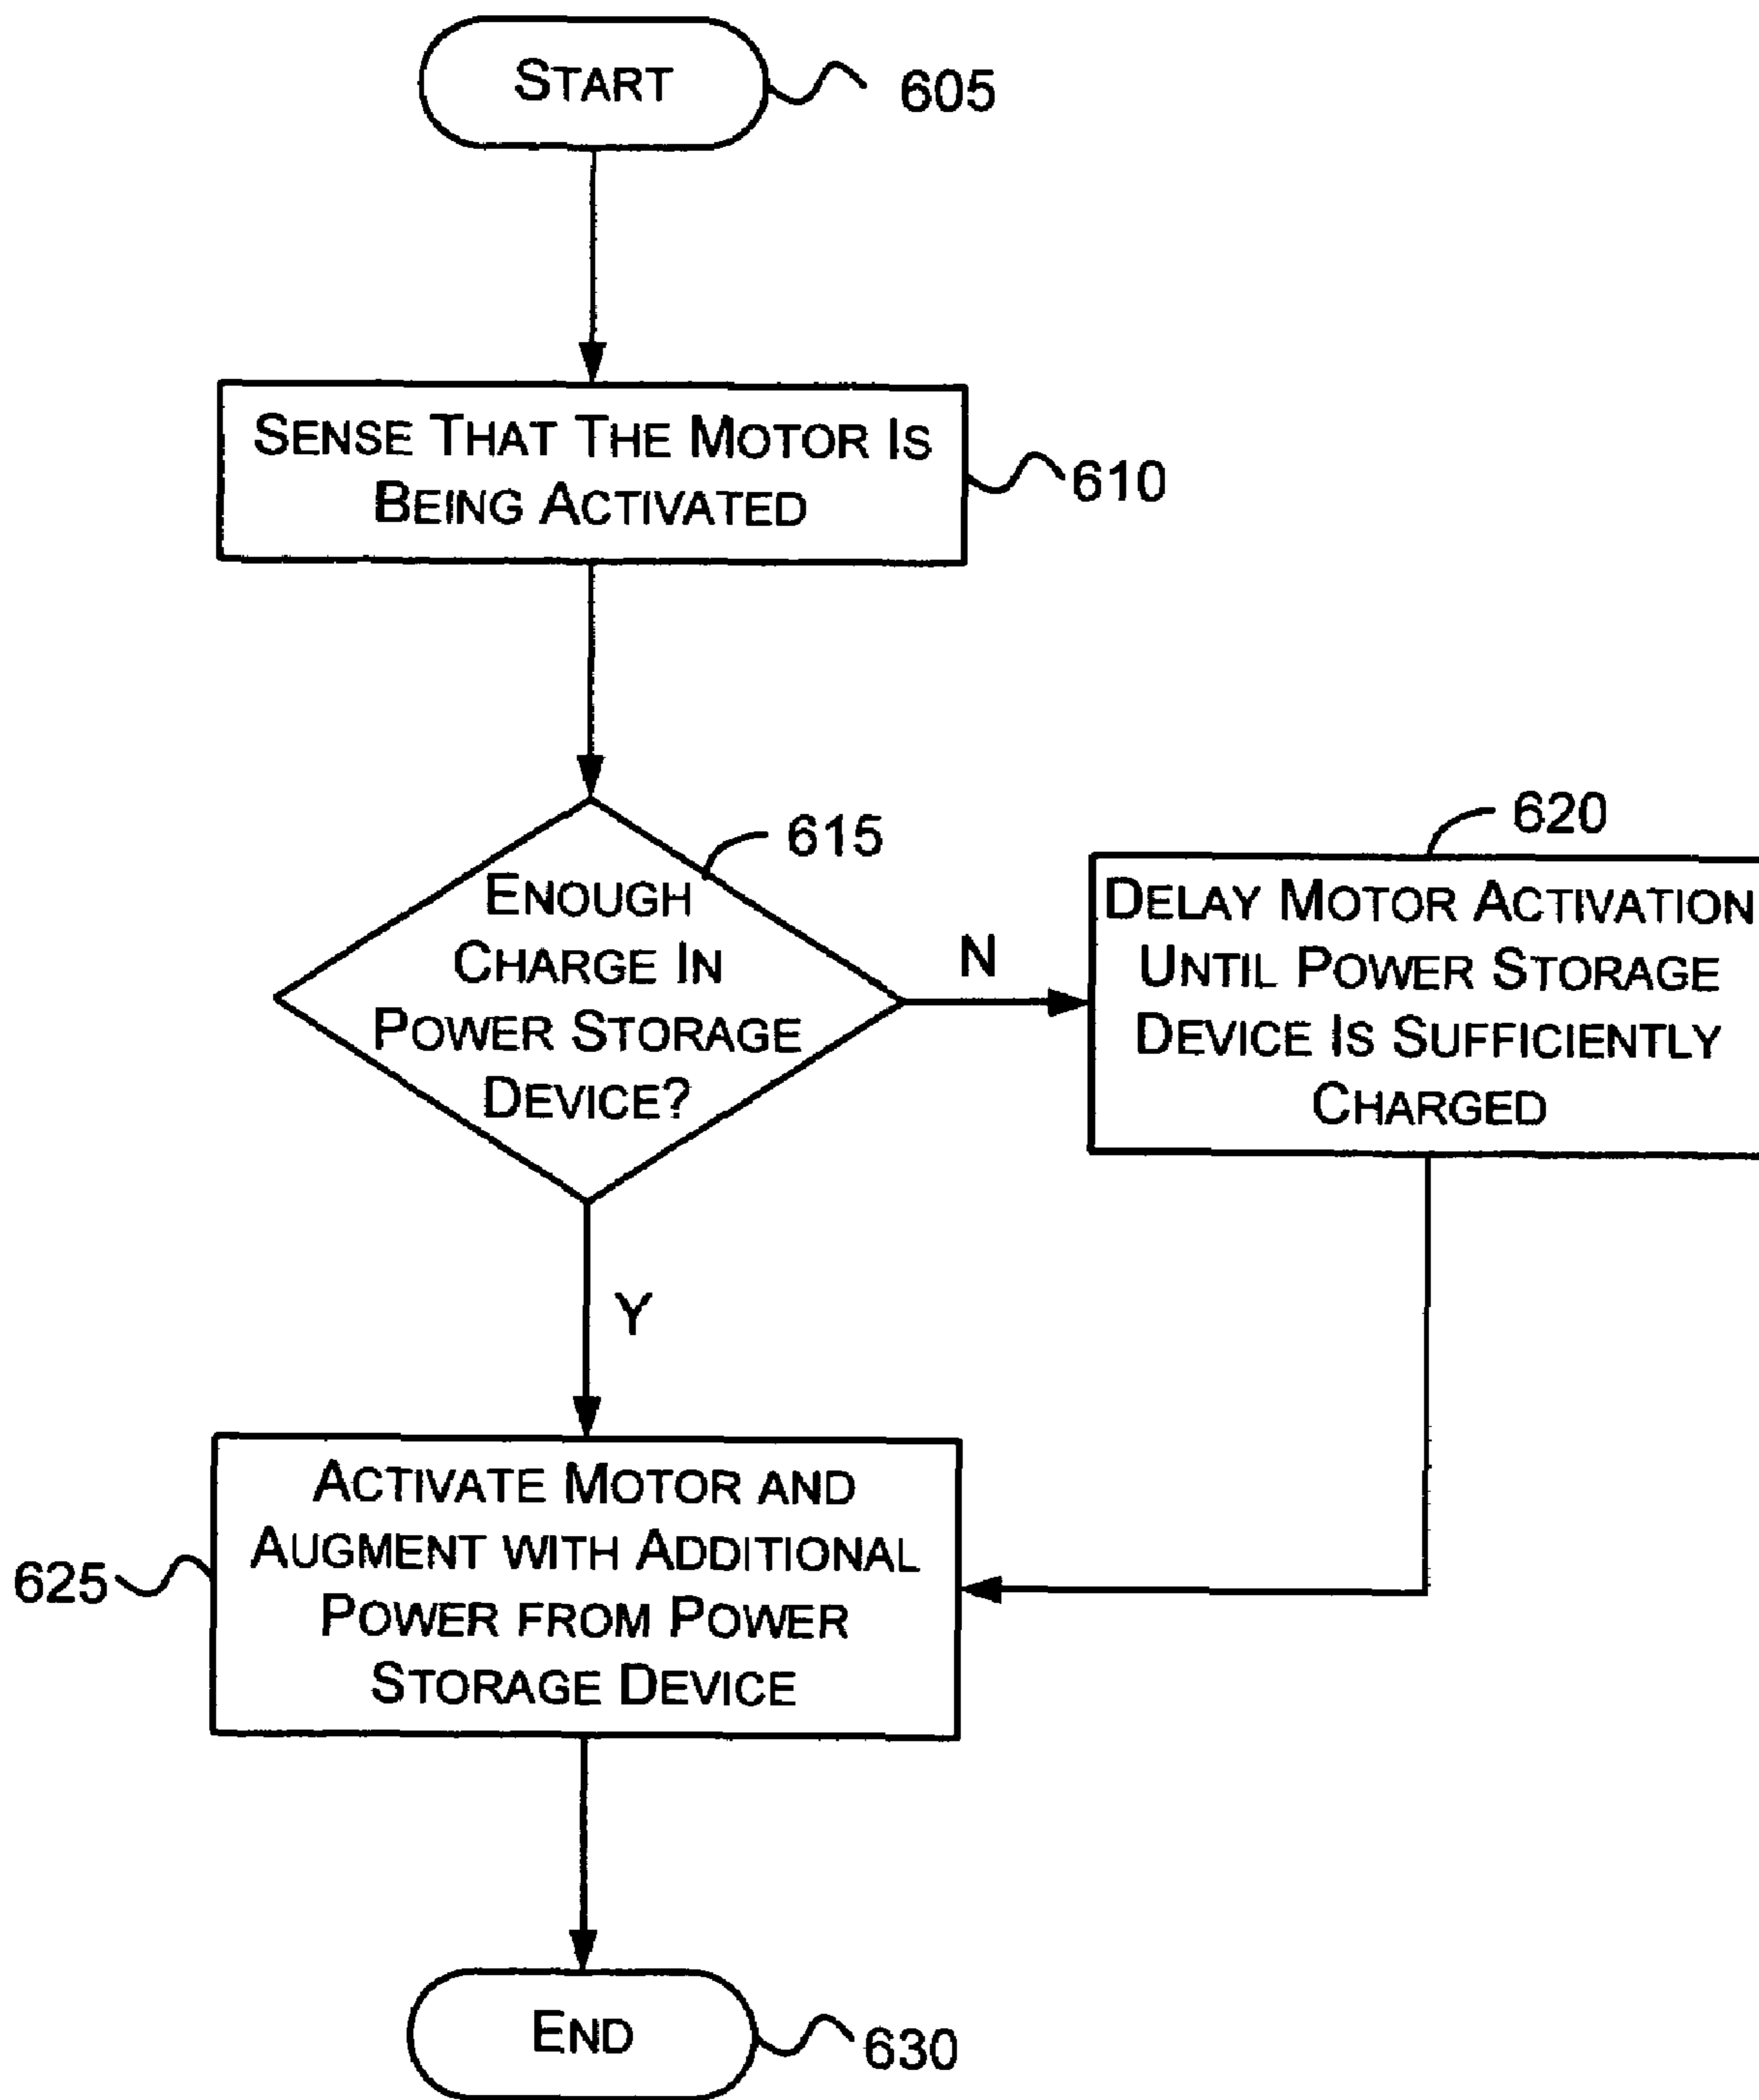 START
605
SENSE THAT THE MOTOR IS
BEING ACTIVATED
610
615
ENOUGH
CHARGE IN
POWER STORAGE
DEVICE?
N
620
DELAY MOTOR ACTIVATION
UNTIL POWER STORAGE
DEVICE IS SUFFICIENTLY
CHARGED
Y
ACTIVATE MOTOR AND
AUGMENT WITH ADDITIONAL
POWER FROM POWER
STORAGE DEVICE
625
END
630